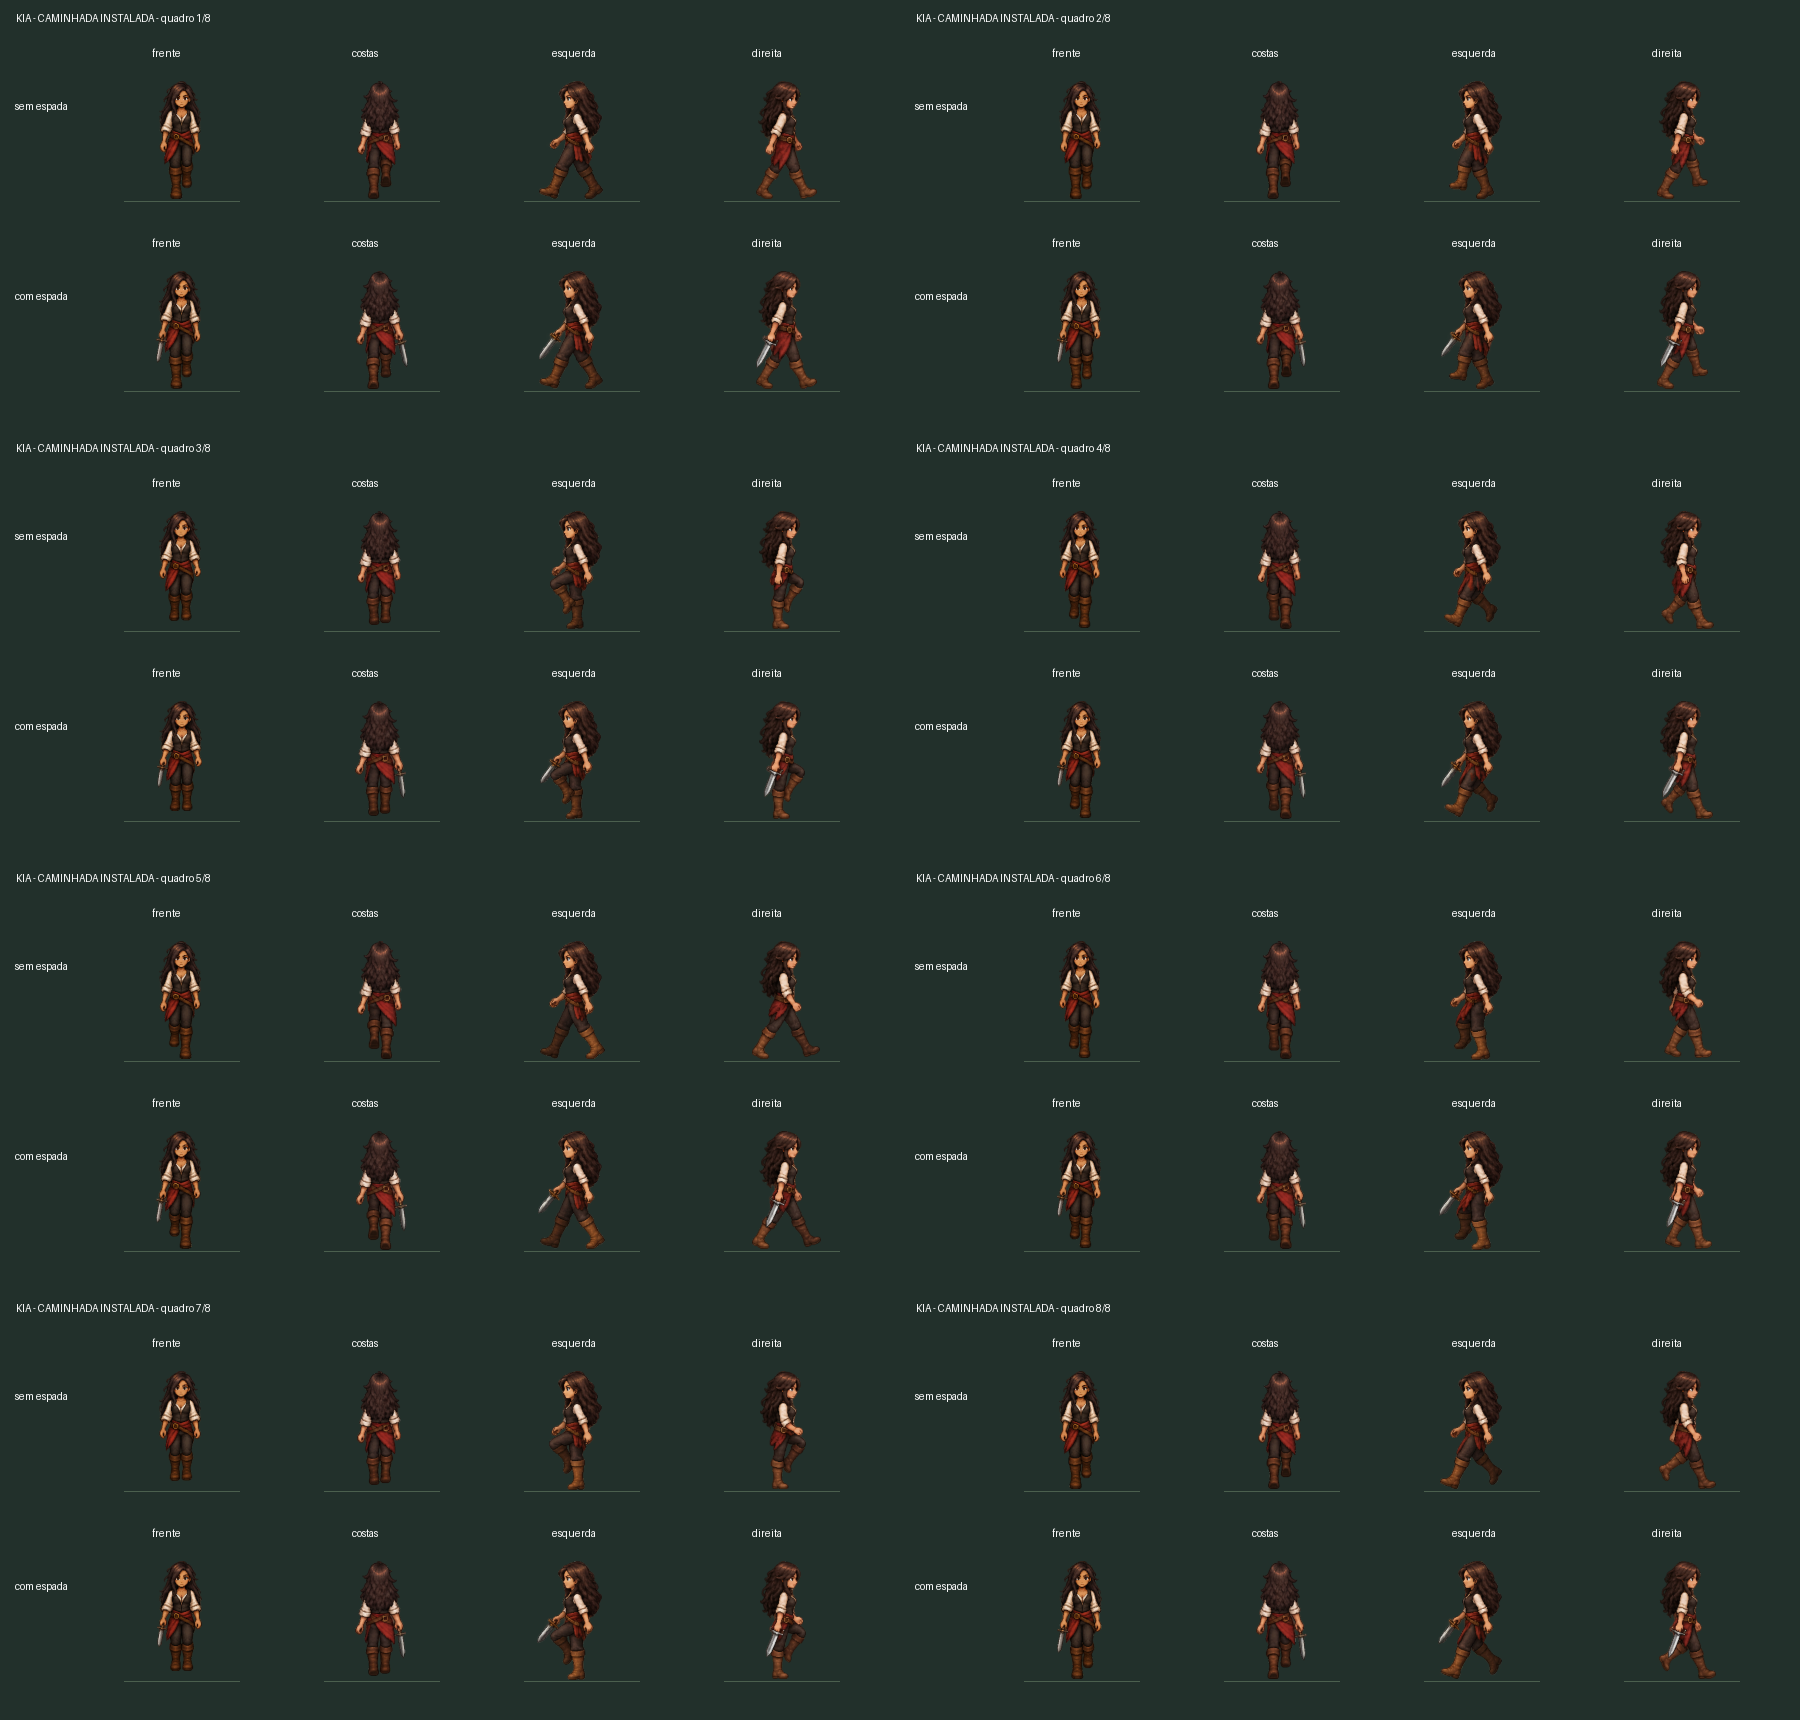 KIA - CAMINHADA INSTALADA - quadro 1/8
frente costas esquerda direita
sem espada
frente costas esquerda direita
com espada
KIA - CAMINHADA INSTALADA - quadro 2/8
frente costas esquerda direita
sem espada
frente costas esquerda direita
com espada
KIA - CAMINHADA INSTALADA - quadro 3/8
frente costas esquerda direita
sem espada
frente costas esquerda direita
com espada
KIA - CAMINHADA INSTALADA - quadro 4/8
frente costas esquerda direita
sem espada
frente costas esquerda direita
com espada
KIA - CAMINHADA INSTALADA - quadro 5/8
frente costas esquerda direita
sem espada
frente costas esquerda direita
com espada
KIA - CAMINHADA INSTALADA - quadro 6/8
frente costas esquerda direita
sem espada
frente costas esquerda direita
com espada
KIA - CAMINHADA INSTALADA - quadro 7/8
frente costas esquerda direita
sem espada
frente costas esquerda direita
com espada
KIA - CAMINHADA INSTALADA - quadro 8/8
frente costas esquerda direita
sem espada
frente costas esquerda direita
com espada